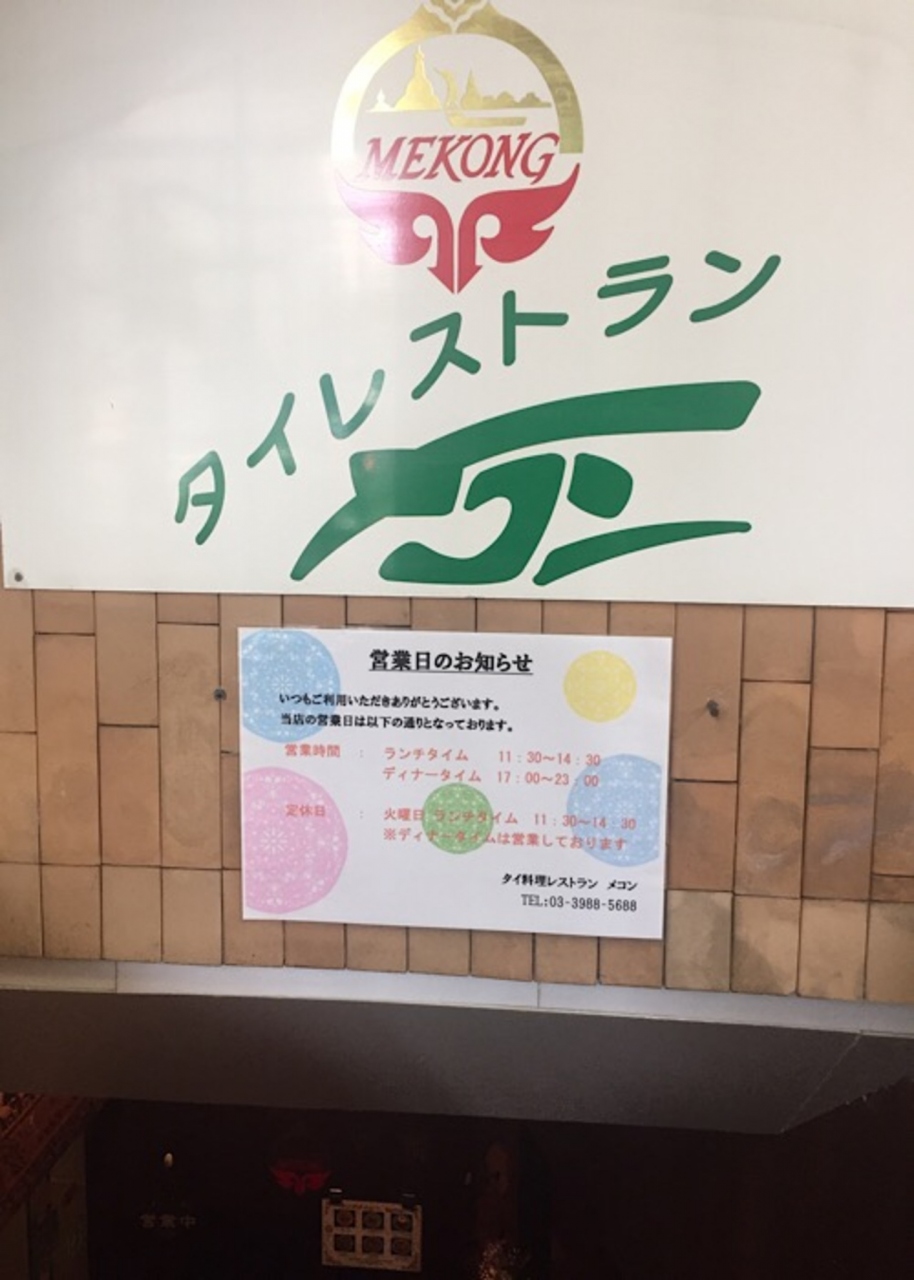 MEKONG
タイレストラン
メコン
営業日のお知らせ
いつもご利用いただきありがとうございます。
当店の営業日は以下の通りとなっております。
営業時間 : ランチタイム 11:30~14:30
ディナータイム 17:00~23:00
定休日 : 火曜日 ランチタイム 11:30~14:30
※ディナータイムは営業しております
タイ料理レストラン メコン
TEL:03-3988-5688
営業中